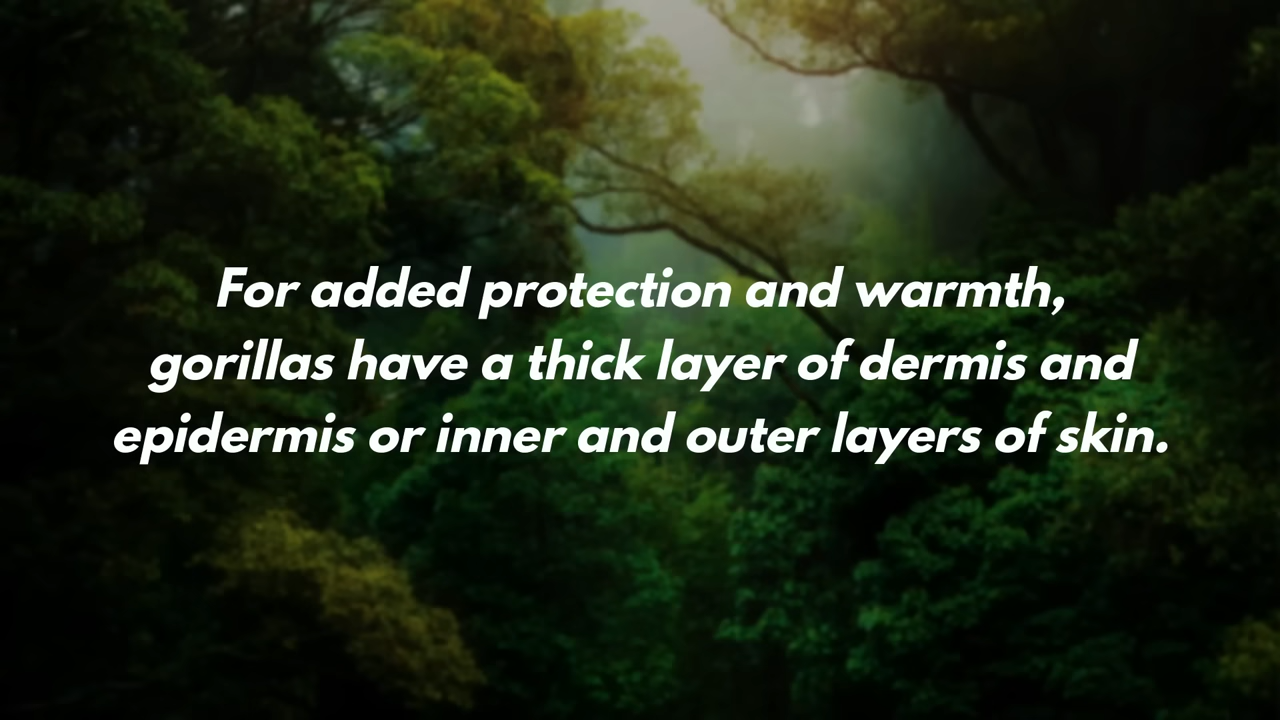 For added protection and warmth,
gorillas have a thick layer of dermis and
epidermis or inner and outer layers of skin.